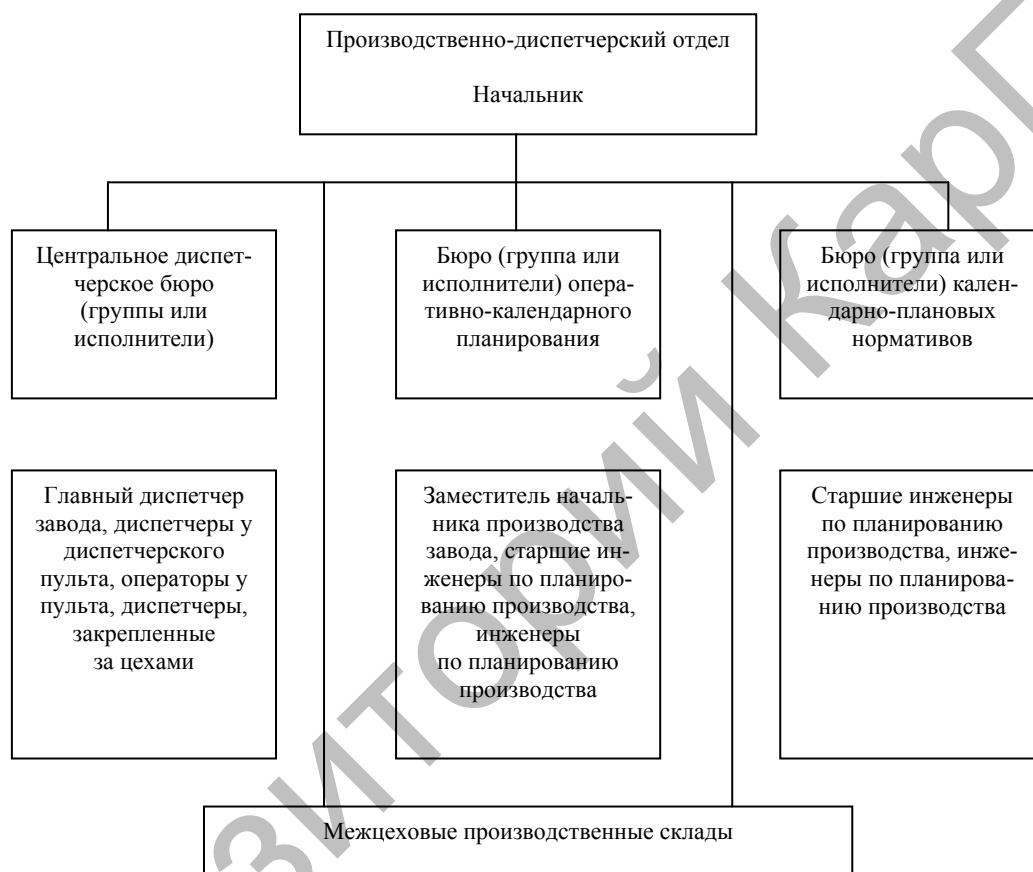 Производственно-диспетчерский отдел
Начальник
Центральное диспет-
черское бюро
(группы или
исполнители)
Бюро (группа или
исполнители) опера-
тивно-календарного
планирования
Бюро (группа или
исполнители) кален-
дарно-плановых
нормативов
Главный диспетчер
завода, диспетчеры у
диспетчерского
пульта, операторы у
пульта, диспетчеры,
закрепленные
за цехами
Заместитель началь-
ника производства
завода, старшие ин-
женеры по планиро-
ванию производства,
инженеры
по планированию
производства
Старшие инженеры
по планированию
производства, инже-
неры по планирова-
нию производства
Межцеховые производственные склады